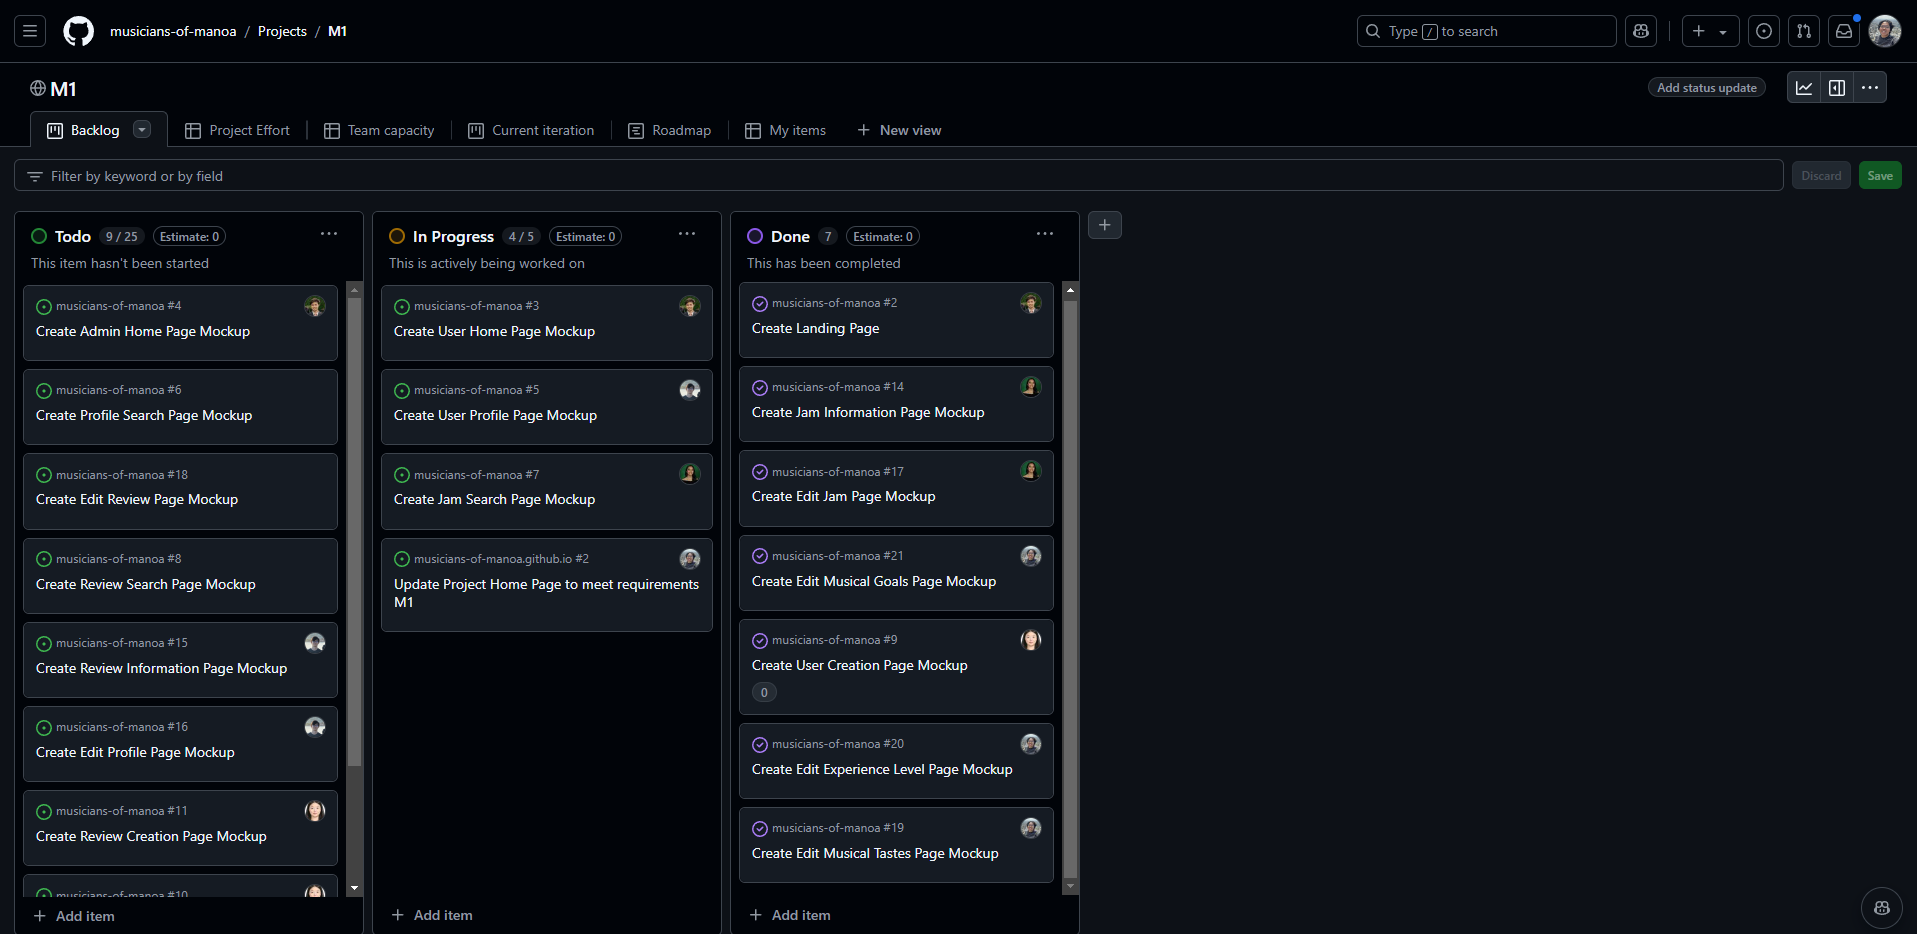 musicians-of-manoa / Projects / M1
Type / to search
M1
Add status update
Backlog
Project Effort
Team capacity
Current iteration
Roadmap
My items
New view
Filter by keyword or by field
Discard
Save
Todo 9 / 25 Estimate: 0
This item hasn't been started
musicians-of-manoa #4
Create Admin Home Page Mockup
musicians-of-manoa #6
Create Profile Search Page Mockup
musicians-of-manoa #18
Create Edit Review Page Mockup
musicians-of-manoa #8
Create Review Search Page Mockup
musicians-of-manoa #15
Create Review Information Page Mockup
musicians-of-manoa #16
Create Edit Profile Page Mockup
musicians-of-manoa #11
Create Review Creation Page Mockup
musicians-of-manoa #10
Add item
In Progress 4 / 5 Estimate: 0
This is actively being worked on
musicians-of-manoa #3
Create User Home Page Mockup
musicians-of-manoa #5
Create User Profile Page Mockup
musicians-of-manoa #7
Create Jam Search Page Mockup
musicians-of-manoa.github.io #2
Update Project Home Page to meet requirements
M1
Add item
Done 7 Estimate: 0
This has been completed
musicians-of-manoa #2
Create Landing Page
musicians-of-manoa #14
Create Jam Information Page Mockup
musicians-of-manoa #17
Create Edit Jam Page Mockup
musicians-of-manoa #21
Create Edit Musical Goals Page Mockup
musicians-of-manoa #9
Create User Creation Page Mockup
0
musicians-of-manoa #20
Create Edit Experience Level Page Mockup
musicians-of-manoa #19
Create Edit Musical Tastes Page Mockup
Add item